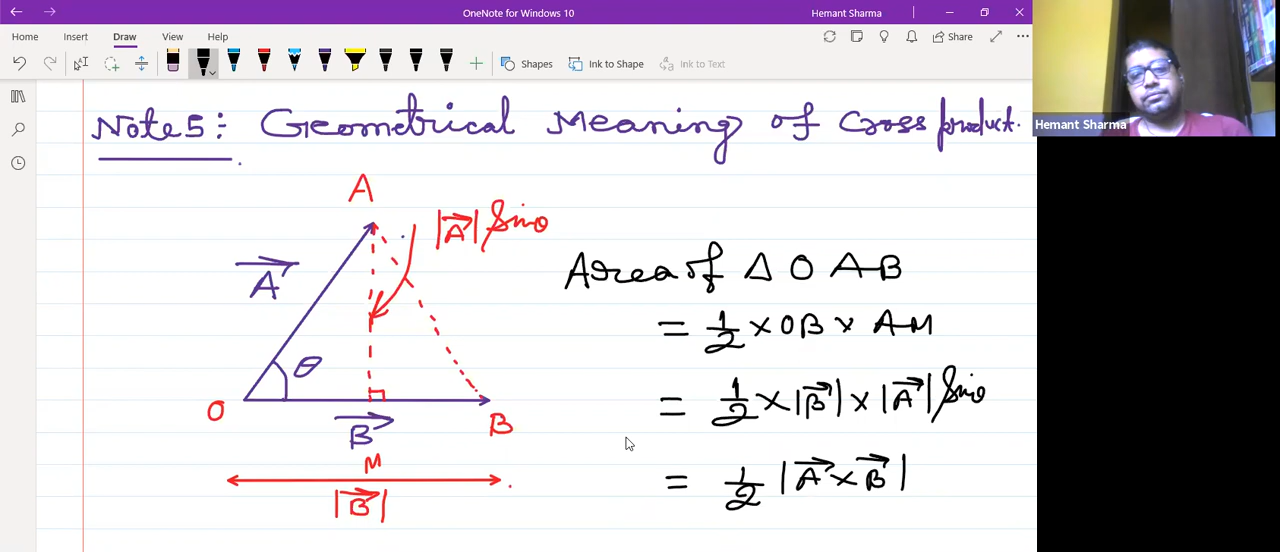 OneNote for Windows 10
Hemant Sharma
Home Insert Draw View Help
Share
Shapes Ink to Shape Ink to Text
Hemant Sharma
Note 5 : Geometrical Meaning of Cross product.
A
|A⃗| Sinθ
A⃗
θ
O
B⃗
B
M
|B⃗|
Area of Δ OAB
= 1/2 × OB × AM
= 1/2 × |B⃗| × |A⃗| Sinθ
= 1/2 |A⃗ × B⃗|